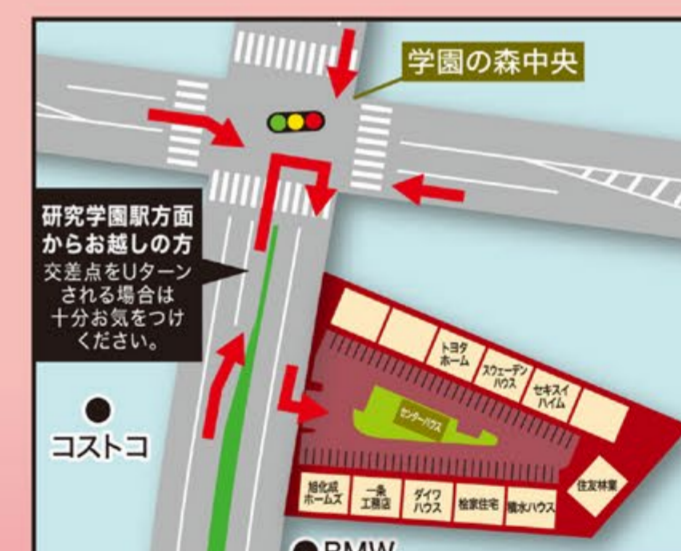 学園の森中央
研究学園駅方面
からお越しの方
交差点をUターン
される場合は
十分お気をつけ
ください。
トヨタ
ホーム
スウェーデン
ハウス
セキスイ
ハイム
センターハウス
コストコ
旭化成
ホームズ
一条
工務店
ダイワ
ハウス
桧家住宅
積水ハウス
住友林業
BMW